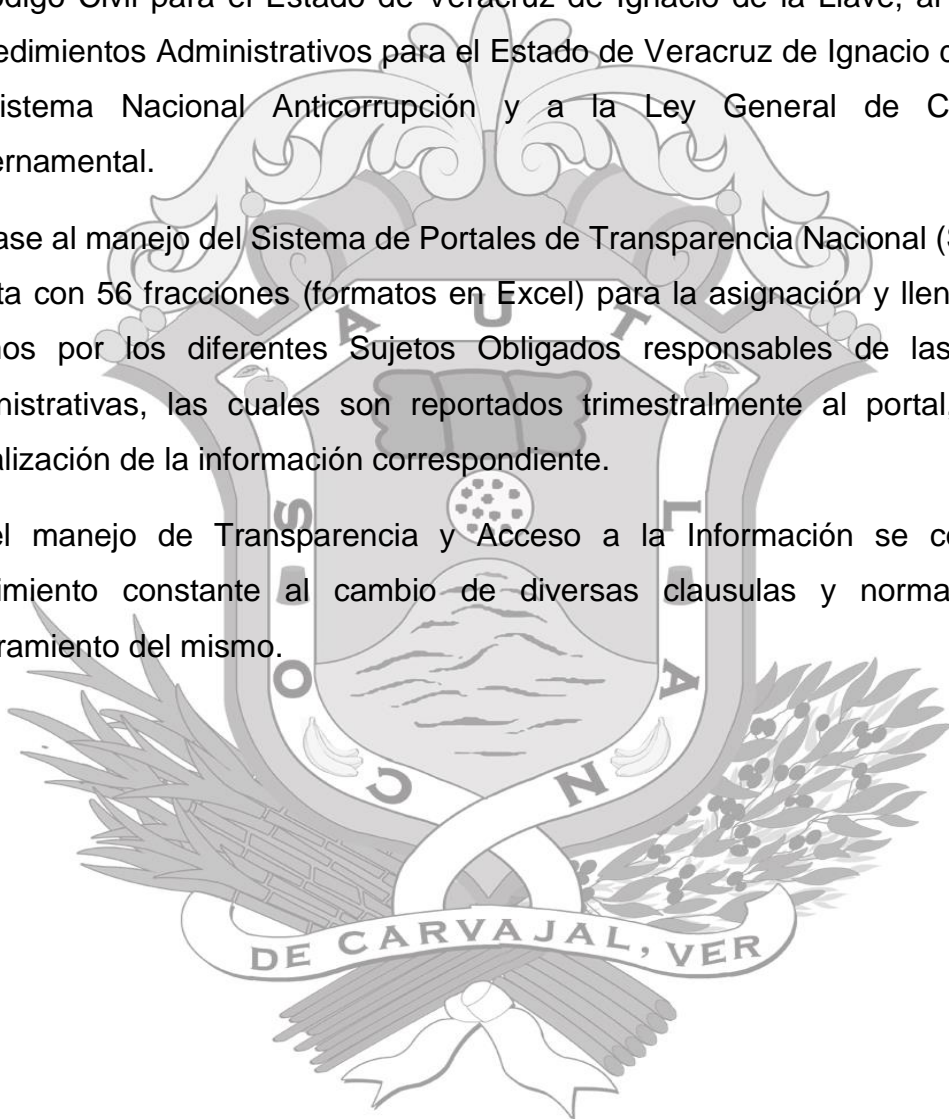 ódigo Civil para el Estado de Veracruz de Ignacio de la Llave, al
edimientos Administrativos para el Estado de Veracruz de Ignacio
istema Nacional Anticorrupción y a la Ley General de C
ernamental.
ase al manejo del Sistema de Portales de Transparencia Nacional (
ta con 56 fracciones (formatos en Excel) para la asignación y llen
nos por los diferentes Sujetos Obligados responsables de las
nistrativas, las cuales son reportados trimestralmente al portal
alización de la información correspondiente.
el manejo de Transparencia y Acceso a la Información se c
imiento constante al cambio de diversas clausulas y norma
ramiento del mismo.
COSAUTLAN
DE CARVAJAL, VER